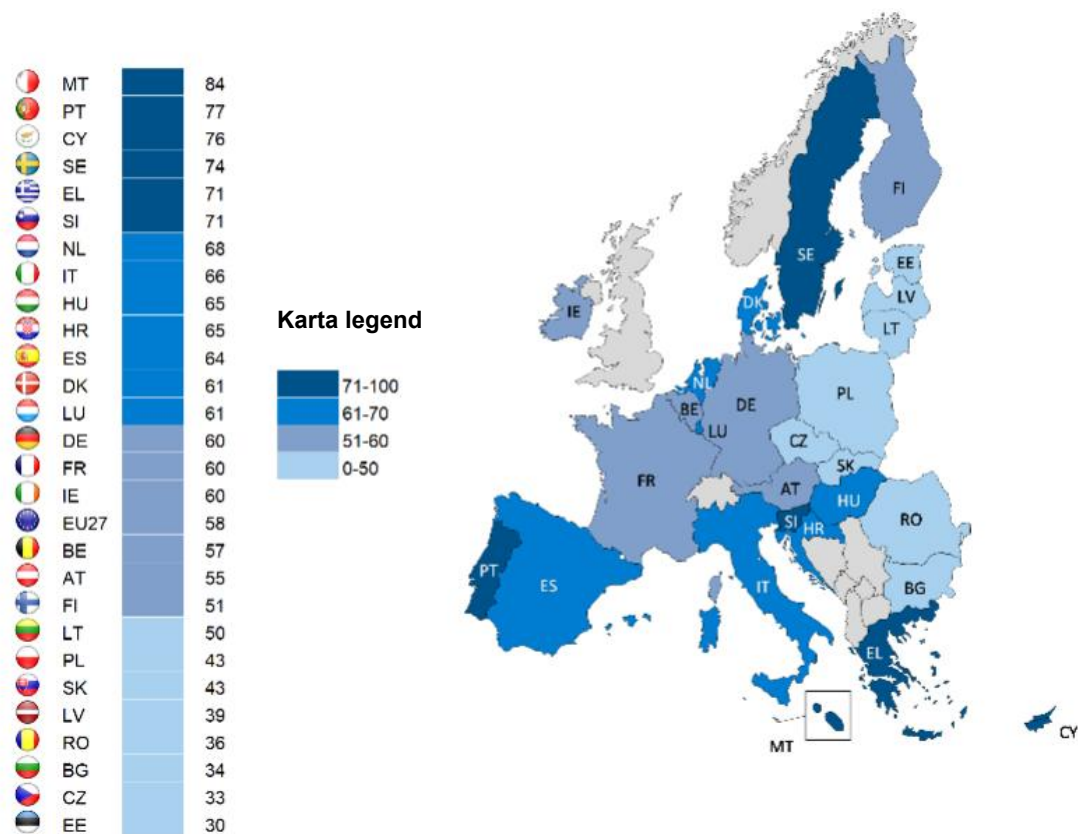 MT 84
PT 77
CY 76
SE 74
EL 71
SI 71
NL 68
IT 66
HU 65
HR 65
ES 64
DK 61
LU 61
DE 60
FR 60
IE 60
EU27 58
BE 57
AT 55
FI 51
LT 50
PL 43
SK 43
LV 39
RO 36
BG 34
CZ 33
EE 30
Karta legend
71-100
61-70
51-60
0-50
FI
SE
EE
LV
LT
DK
IE
NL
BE
DE
PL
LU
CZ
SK
FR
AT
HU
SI
HR
RO
PT
ES
IT
BG
EL
MT
CY